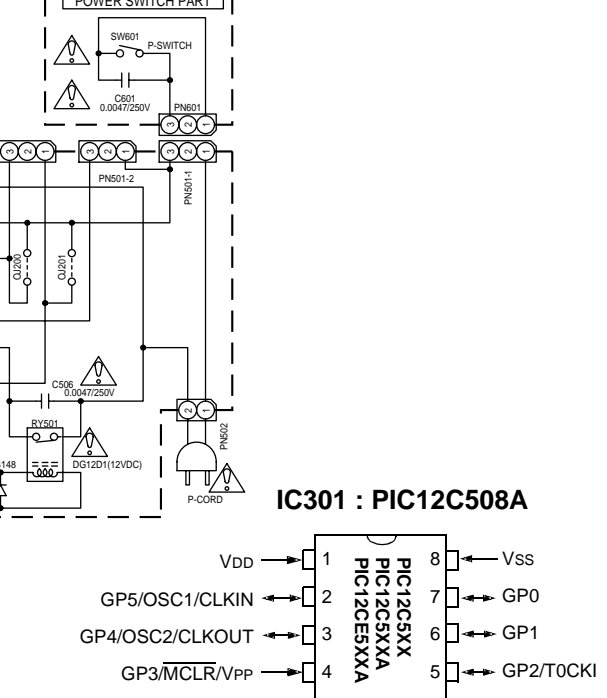 POWER SWITCH PART
SW601
P-SWITCH
C601
0.0047/250V
PN601
3 2 1
3 2 1
3 2 1
3 2 1
PN501-2
PN501-1
OJ200
OJ201
C506
0.0047/250V
RY501
DG12D1(12VDC)
148
2 1
PN502
P-CORD
IC301 : PIC12C508A
VDD 1
GP5/OSC1/CLKIN 2
GP4/OSC2/CLKOUT 3
GP3/MCLR/VPP 4
PIC12C5XX
PIC12C5XXA
PIC12CE5XXA
8 VSS
7 GP0
6 GP1
5 GP2/T0CKI